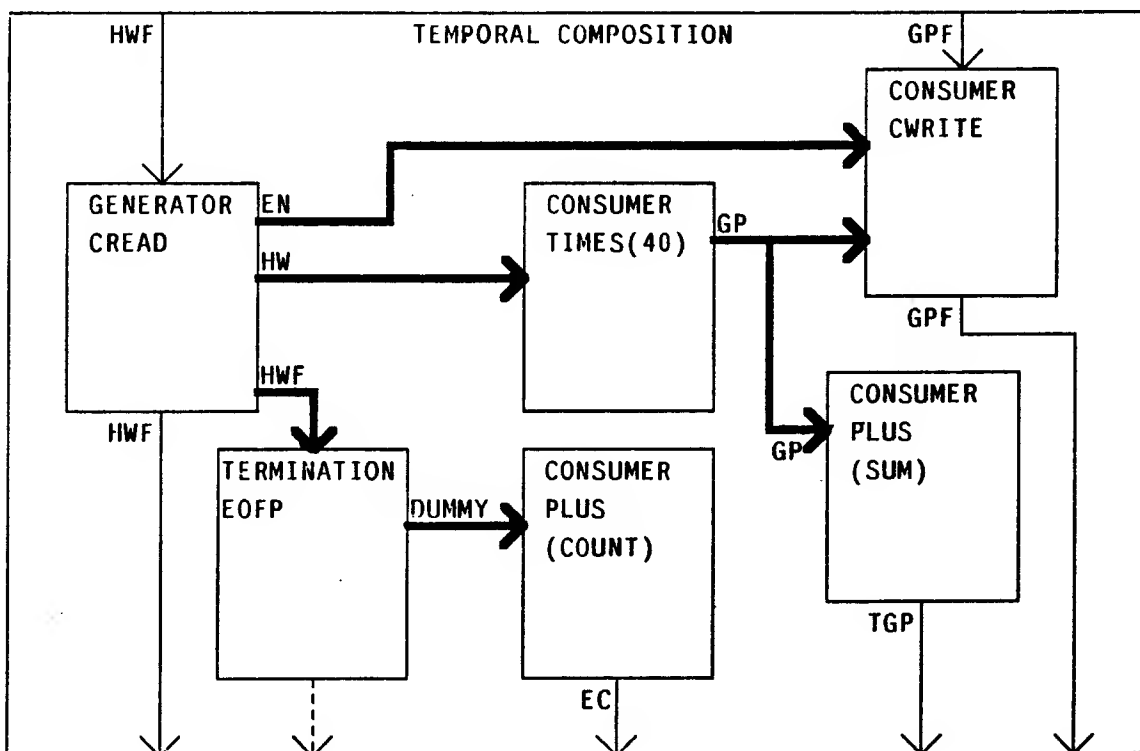 HWF
TEMPORAL COMPOSITION
GPF
CONSUMER
CWRITE
GENERATOR
CREAD
EN
HW
HWF
HWF
CONSUMER
TIMES(40)
GP
GPF
CONSUMER
PLUS
(SUM)
GP
TGP
TERMINATION
EOFP
DUMMY
CONSUMER
PLUS
(COUNT)
EC